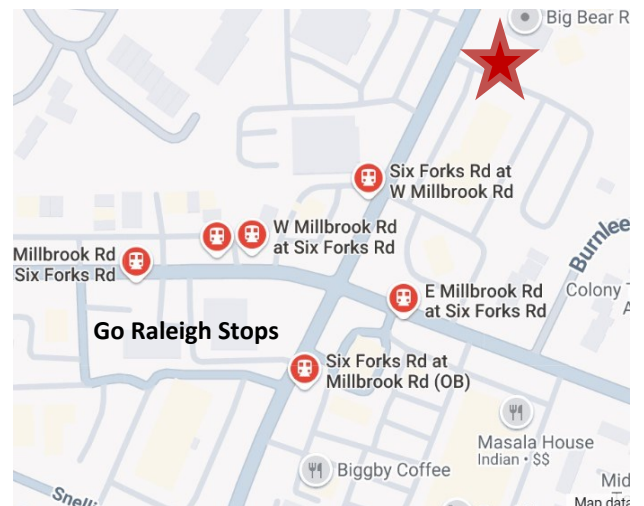 Big Bear R
Six Forks Rd at
W Millbrook Rd
W Millbrook Rd
at Six Forks Rd
Millbrook Rd
Six Forks Rd
Burnlee
E Millbrook Rd
at Six Forks Rd
Colony T
A
Go Raleigh Stops
Six Forks Rd at
Millbrook Rd (OB)
Masala House
Indian • $$
Biggby Coffee
Mid
Snelli
Map data